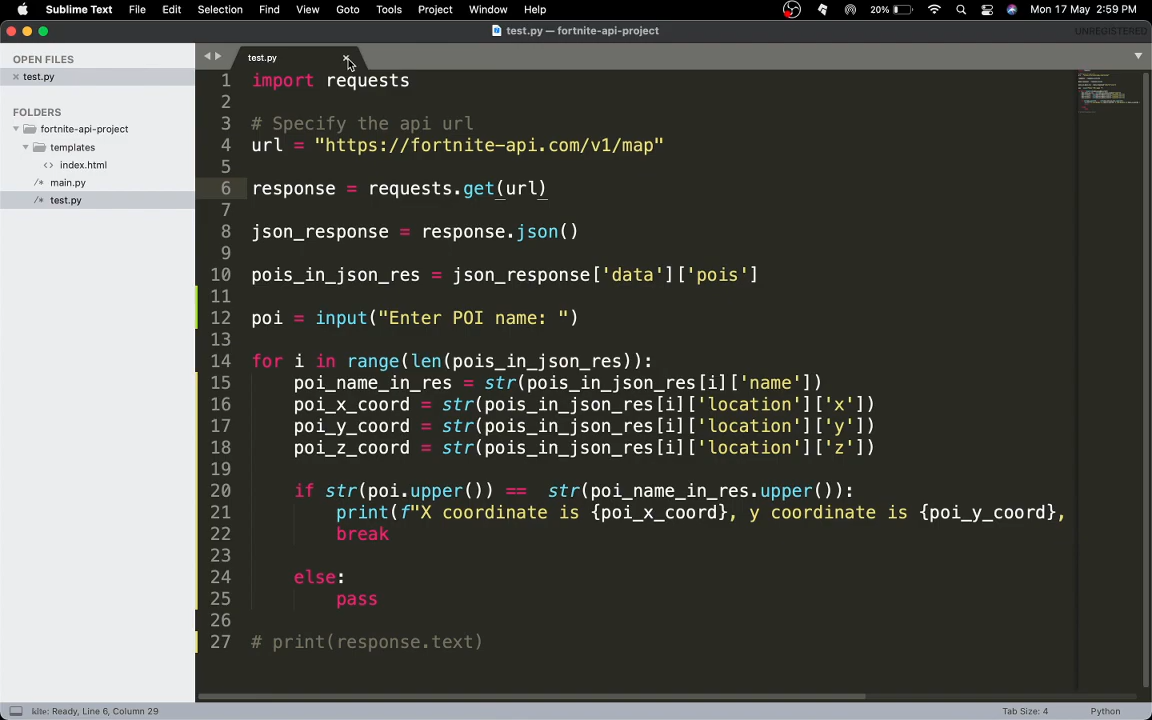 Sublime Text File Edit Selection Find View Goto Tools Project Window Help 20% Mon 17 May 2:59 PM
test.py — fortnite-api-project UNREGISTERED
OPEN FILES
test.py
FOLDERS
fortnite-api-project
templates
<> index.html
/* main.py
/* test.py
test.py
1 import requests
2
3 # Specify the api url
4 url = "https://fortnite-api.com/v1/map"
5
6 response = requests.get(url)
7
8 json_response = response.json()
9
10 pois_in_json_res = json_response['data']['pois']
11
12 poi = input("Enter POI name: ")
13
14 for i in range(len(pois_in_json_res)):
15 poi_name_in_res = str(pois_in_json_res[i]['name'])
16 poi_x_coord = str(pois_in_json_res[i]['location']['x'])
17 poi_y_coord = str(pois_in_json_res[i]['location']['y'])
18 poi_z_coord = str(pois_in_json_res[i]['location']['z'])
19
20 if str(poi.upper()) ==  str(poi_name_in_res.upper()):
21 print(f"X coordinate is {poi_x_coord}, y coordinate is {poi_y_coord},
22 break
23
24 else:
25 pass
26
27 # print(response.text)
kite: Ready, Line 6, Column 29 Tab Size: 4 Python